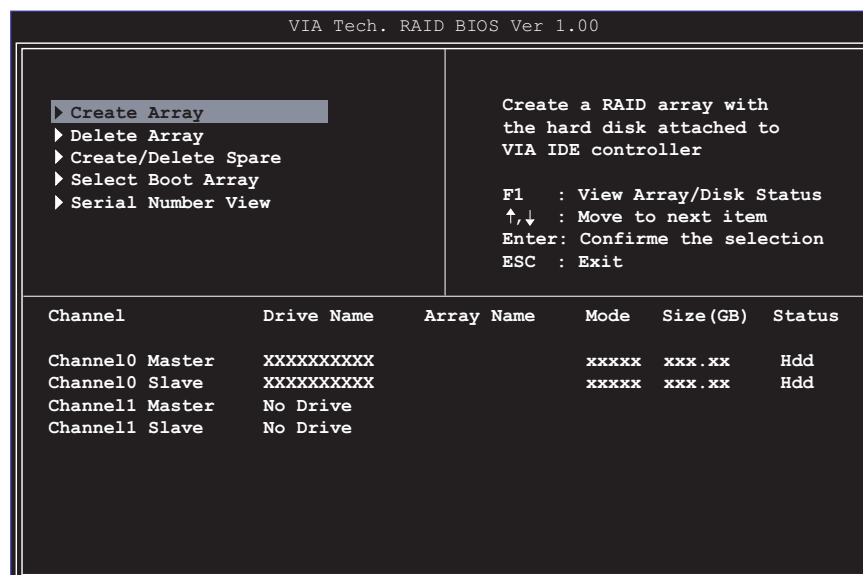 VIA Tech. RAID BIOS Ver 1.00
Create Array
Delete Array
Create/Delete Spare
Select Boot Array
Serial Number View
Create a RAID array with
the hard disk attached to
VIA IDE controller
F1 : View Array/Disk Status
↑,↓ : Move to next item
Enter: Confirme the selection
ESC : Exit
Channel Drive Name Array Name Mode Size(GB) Status
Channel0 Master XXXXXXXXXX xxxxx xxx.xx Hdd
Channel0 Slave XXXXXXXXXX xxxxx xxx.xx Hdd
Channel1 Master No Drive
Channel1 Slave No Drive